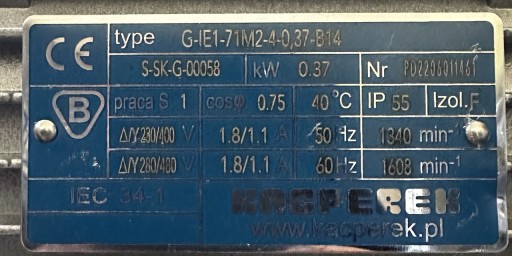 CE type G-IE1-71M2-4-0,37-B14
S-SK-G-00058 kW 0.37 Nr PD2206011461
B praca S 1 cosφ 0.75 40 °C IP 55 Izol. F
Δ/Y 230/400 V 1.8/1.1 A 50 Hz 1340 min⁻¹
Δ/Y 280/480 V 1.8/1.1 A 60 Hz 1608 min⁻¹
IEC 34-1 KACPEREK
www.kacperek.pl